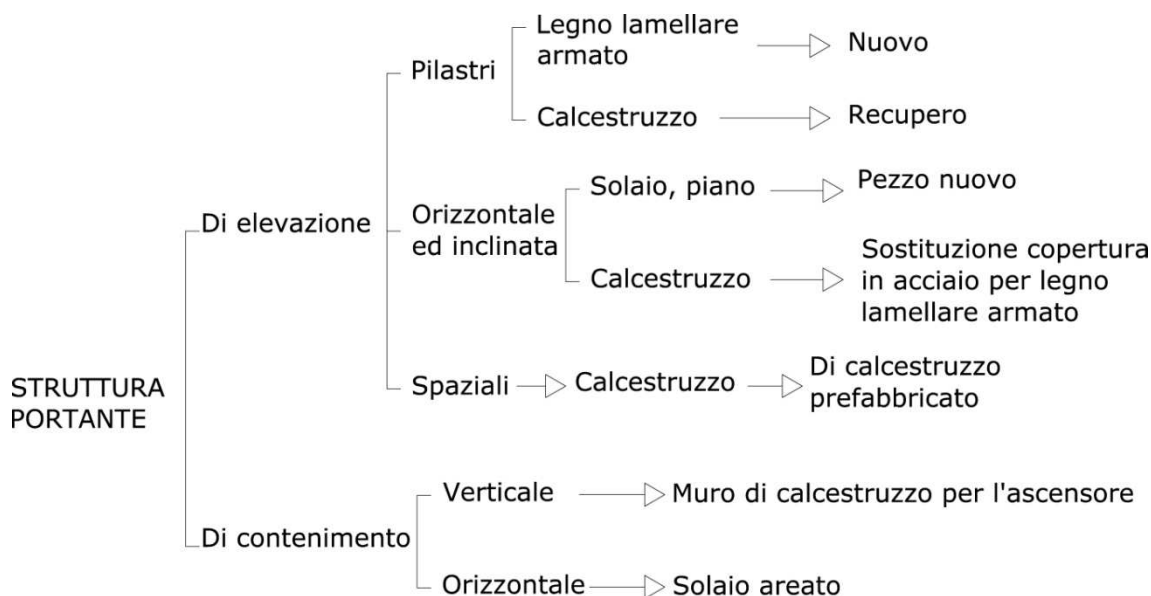 Legno lamellare
armato
Nuovo
Pilastri
Calcestruzzo
Recupero
Solaio, piano
Pezzo nuovo
Di elevazione
Orizzontale
ed inclinata
Calcestruzzo
Sostituzione copertura
in acciaio per legno
lamellare armato
STRUTTURA
PORTANTE
Spaziali
Calcestruzzo
Di calcestruzzo
prefabbricato
Verticale
Muro di calcestruzzo per l'ascensore
Di contenimento
Orizzontale
Solaio areato